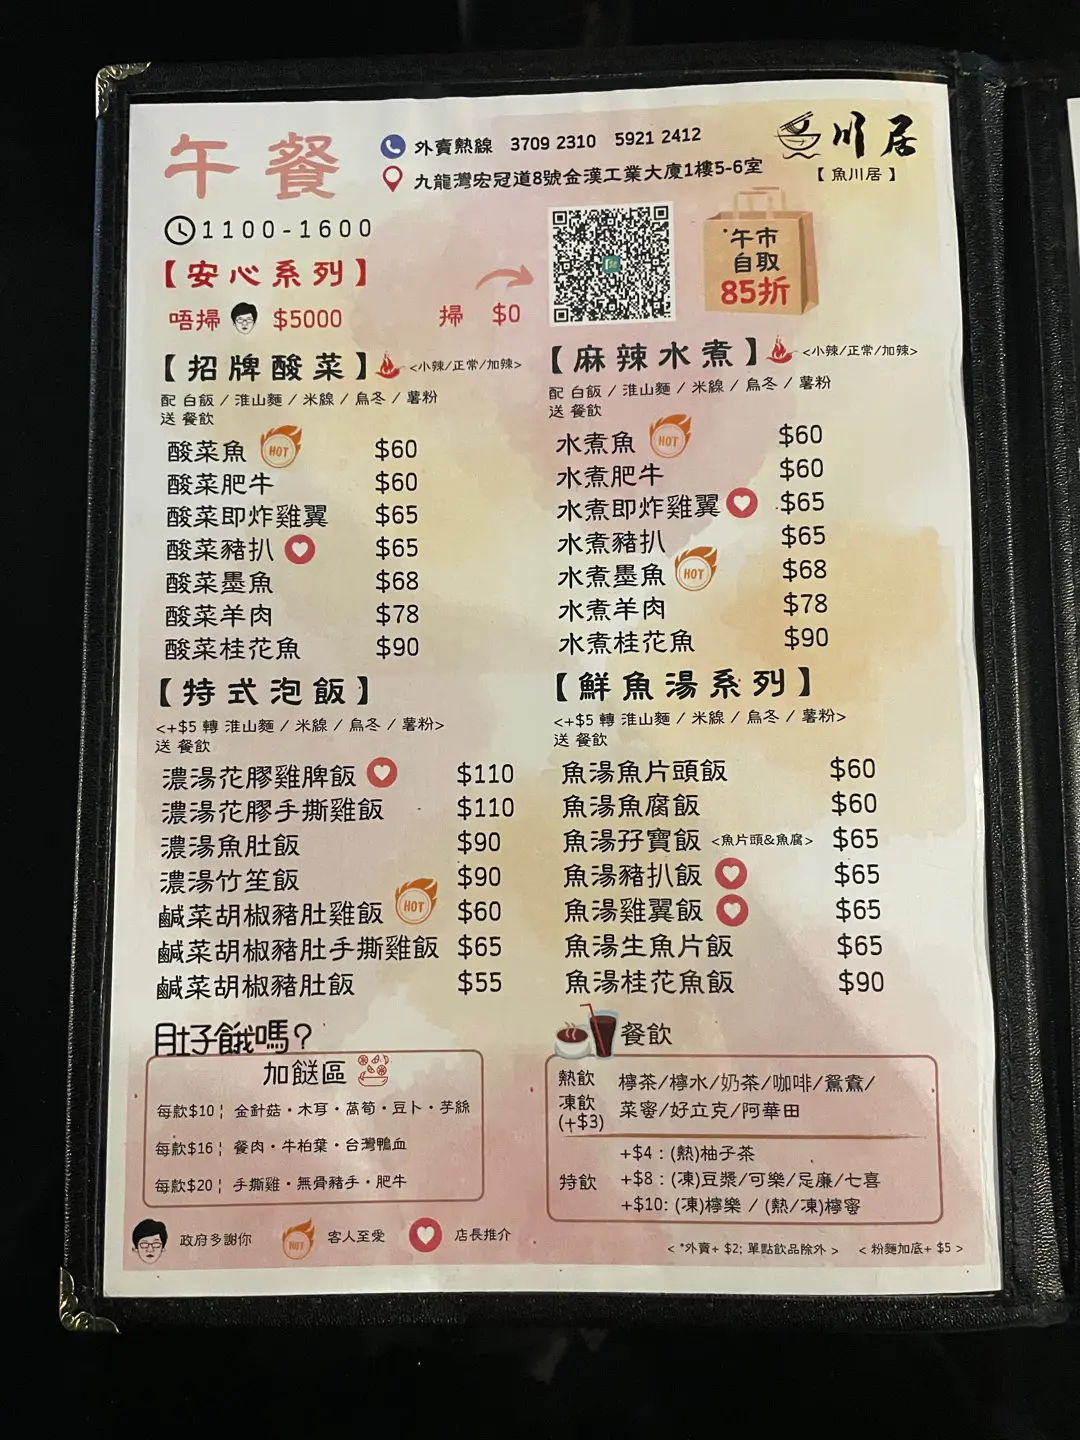 午餐
外賣熱線 3709 2310 5921 2412
九龍灣宏冠道8號金漢工業大廈1樓5-6室
川居
【魚川居】
1100-1600
午市
自取
85折
【安心系列】
唔掃 $5000
掃 $0
【招牌酸菜】 <小辣/正常/加辣>
配 白飯 / 淮山麵 / 米線 / 烏冬 / 薯粉
送 餐飲
酸菜魚 HOT $60
酸菜肥牛 $60
酸菜即炸雞翼 $65
酸菜豬扒 $65
酸菜墨魚 $68
酸菜羊肉 $78
酸菜桂花魚 $90
【麻辣水煮】 <小辣/正常/加辣>
配 白飯 / 淮山麵 / 米線 / 烏冬 / 薯粉
送 餐飲
水煮魚 HOT $60
水煮肥牛 $60
水煮即炸雞翼 $65
水煮豬扒 $65
水煮墨魚 HOT $68
水煮羊肉 $78
水煮桂花魚 $90
【特式泡飯】
<+$5 轉 淮山麵 / 米線 / 烏冬 / 薯粉>
送 餐飲
濃湯花膠雞脾飯 $110
濃湯花膠手撕雞飯 $110
濃湯魚肚飯 $90
濃湯竹笙飯 $90
鹹菜胡椒豬肚雞飯 HOT $60
鹹菜胡椒豬肚手撕雞飯 $65
鹹菜胡椒豬肚飯 $55
【鮮魚湯系列】
<+$5 轉 淮山麵 / 米線 / 烏冬 / 薯粉>
送 餐飲
魚湯魚片頭飯 $60
魚湯魚腐飯 $60
魚湯孖寶飯 <魚片頭&魚腐> $65
魚湯豬扒飯 $65
魚湯雞翼飯 $65
魚湯生魚片飯 $65
魚湯桂花魚飯 $90
肚子餓嗎?
加餸區
每款$10 ¦ 金針菇・木耳・萵筍・豆卜・芋絲
每款$16 ¦ 餐肉・牛柏葉・台灣鴨血
每款$20 ¦ 手撕雞・無骨豬手・肥牛
餐飲
熱飲 檸茶/檸水/奶茶/咖啡/鴛鴦/
凍飲 菜蜜/好立克/阿華田
(+$3)
+$4 : (熱)柚子茶
特飲 +$8 : (凍)豆漿/可樂/忌廉/七喜
+$10: (凍)檸樂 / (熱/凍)檸蜜
政府多謝你 HOT 客人至愛 店長推介
< *外賣+ $2; 單點飲品除外 > < 粉麵加底+ $5 >